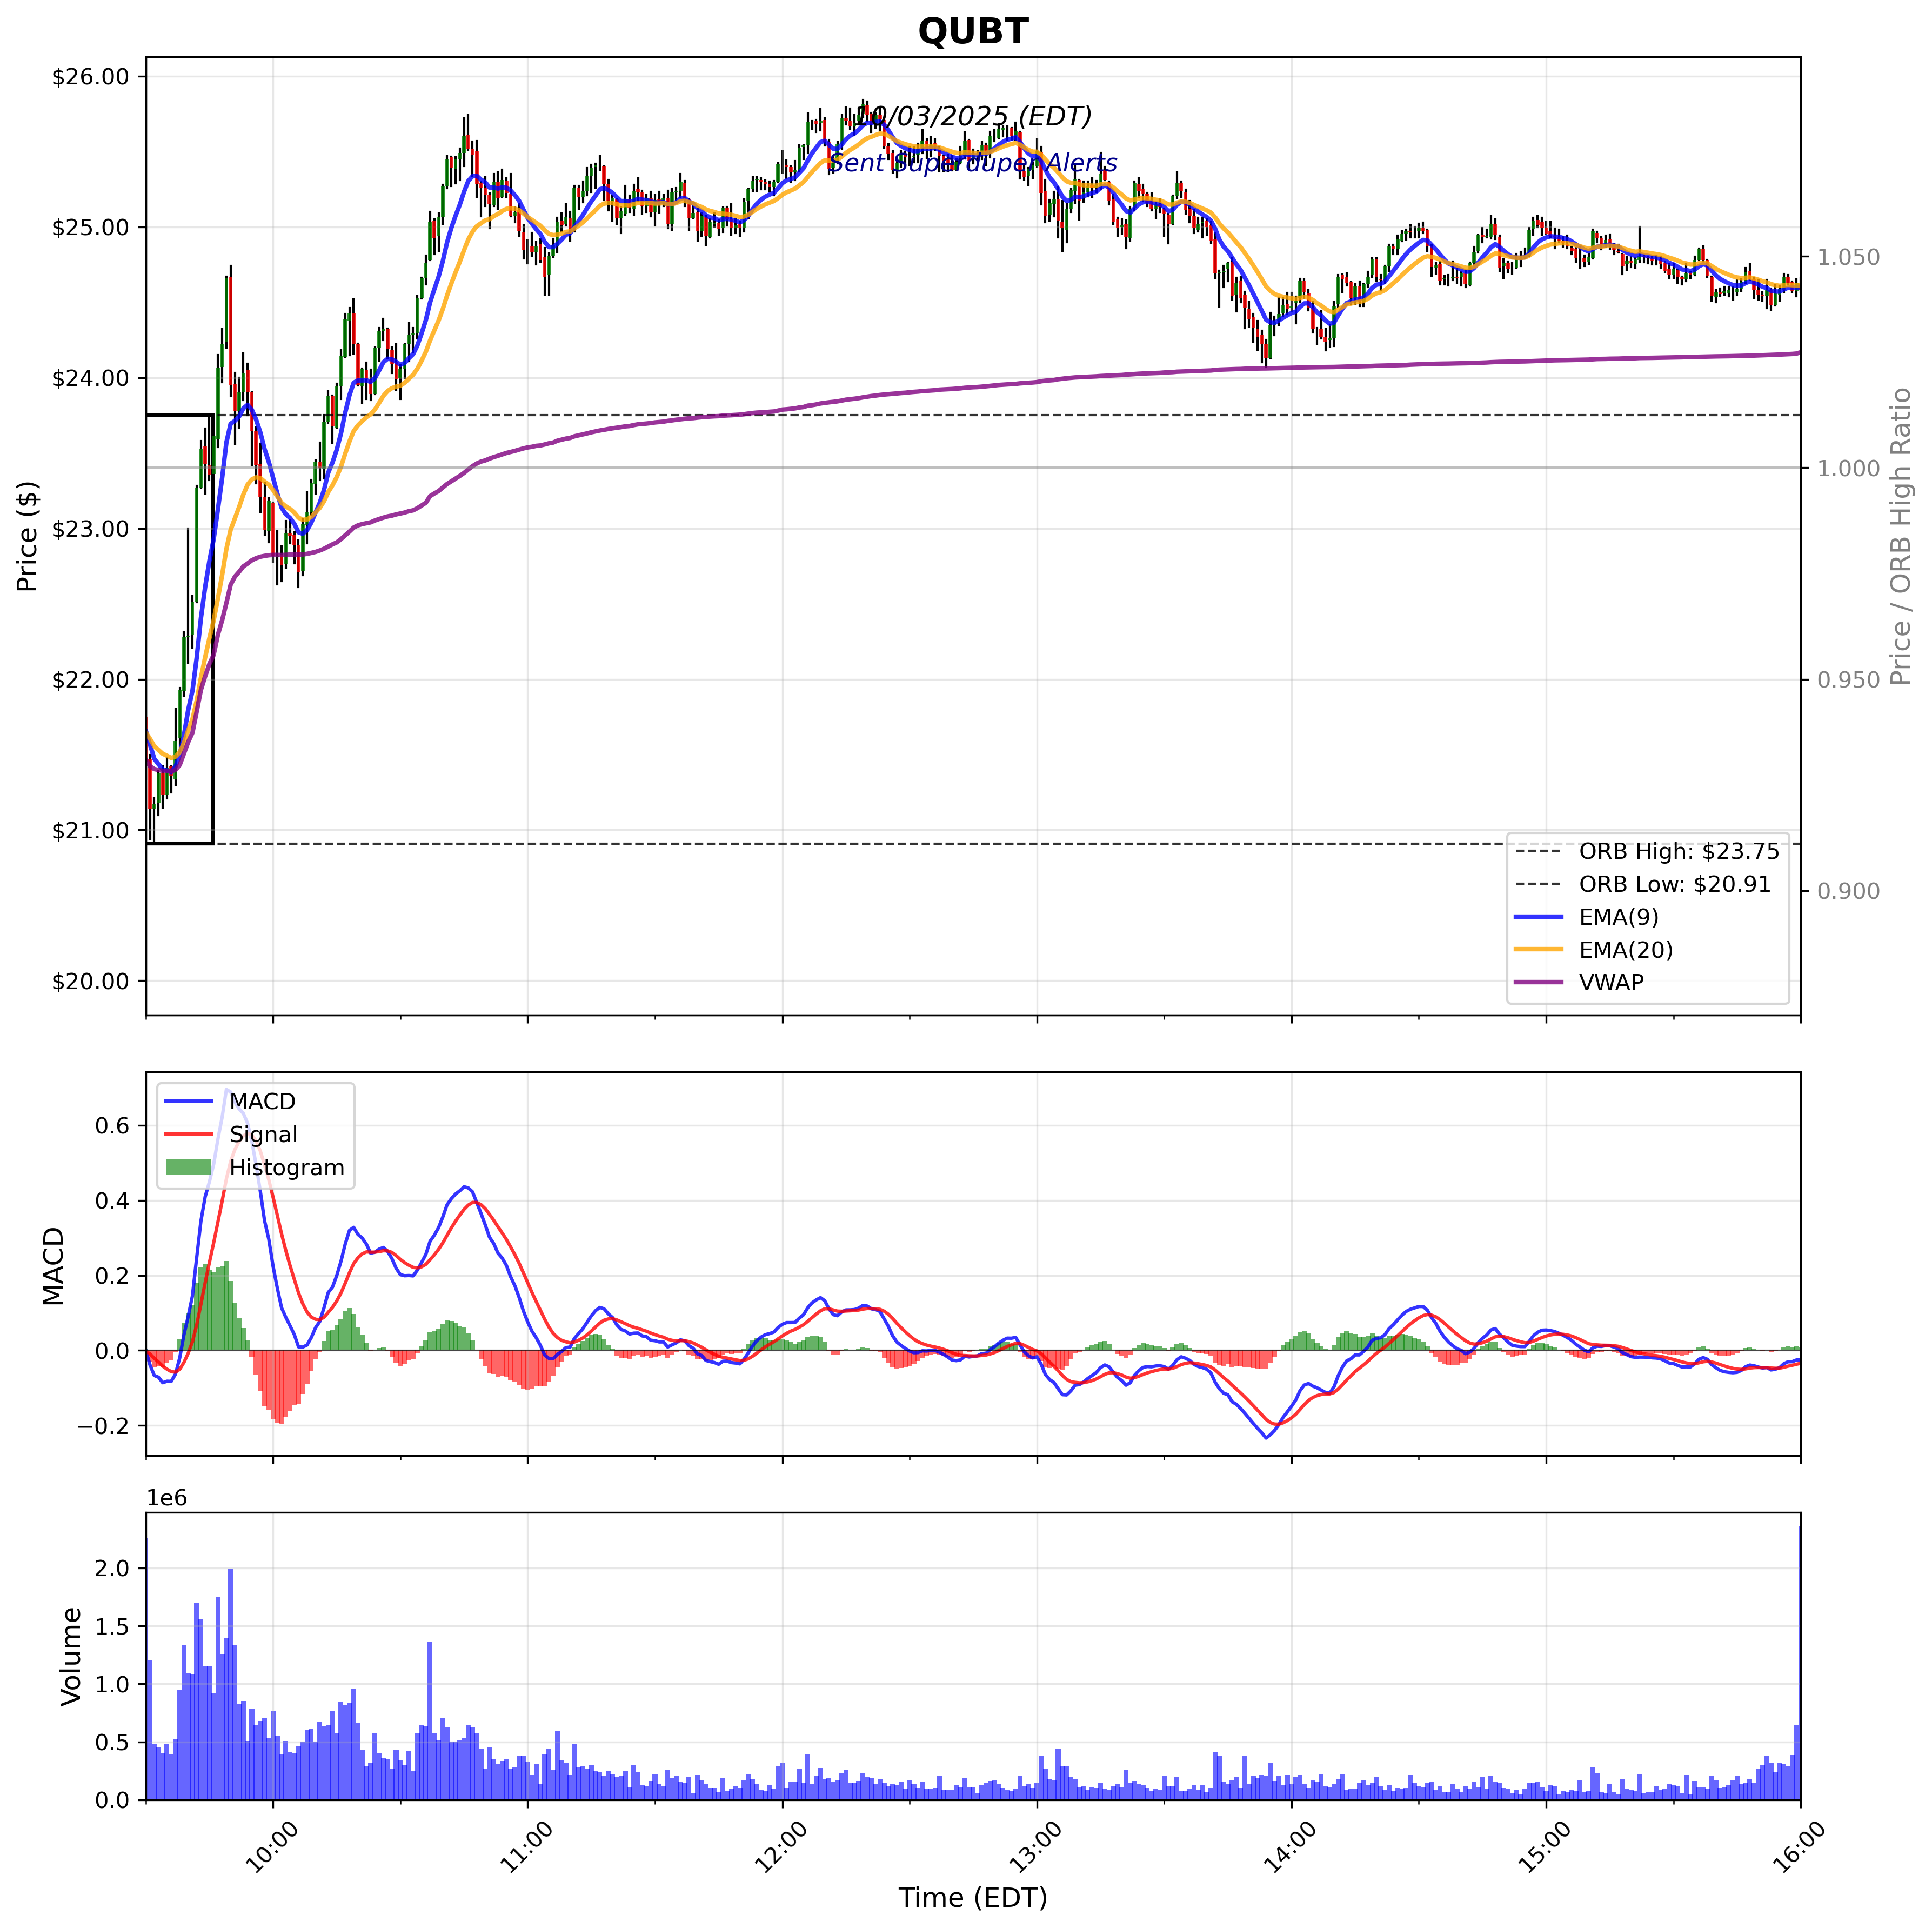 QUBT
10/03/2025 (EDT)
Sent Superduper Alerts
$26.00
$25.00
$24.00
$23.00
$22.00
$21.00
$20.00
Price ($)
1.050
1.000
0.950
0.900
Price / ORB High Ratio
ORB High: $23.75
ORB Low: $20.91
EMA(9)
EMA(20)
VWAP
MACD
Signal
Histogram
0.6
0.4
0.2
0.0
−0.2
MACD
1e6
2.0
1.5
1.0
0.5
0.0
Volume
10:00
11:00
12:00
13:00
14:00
15:00
16:00
Time (EDT)